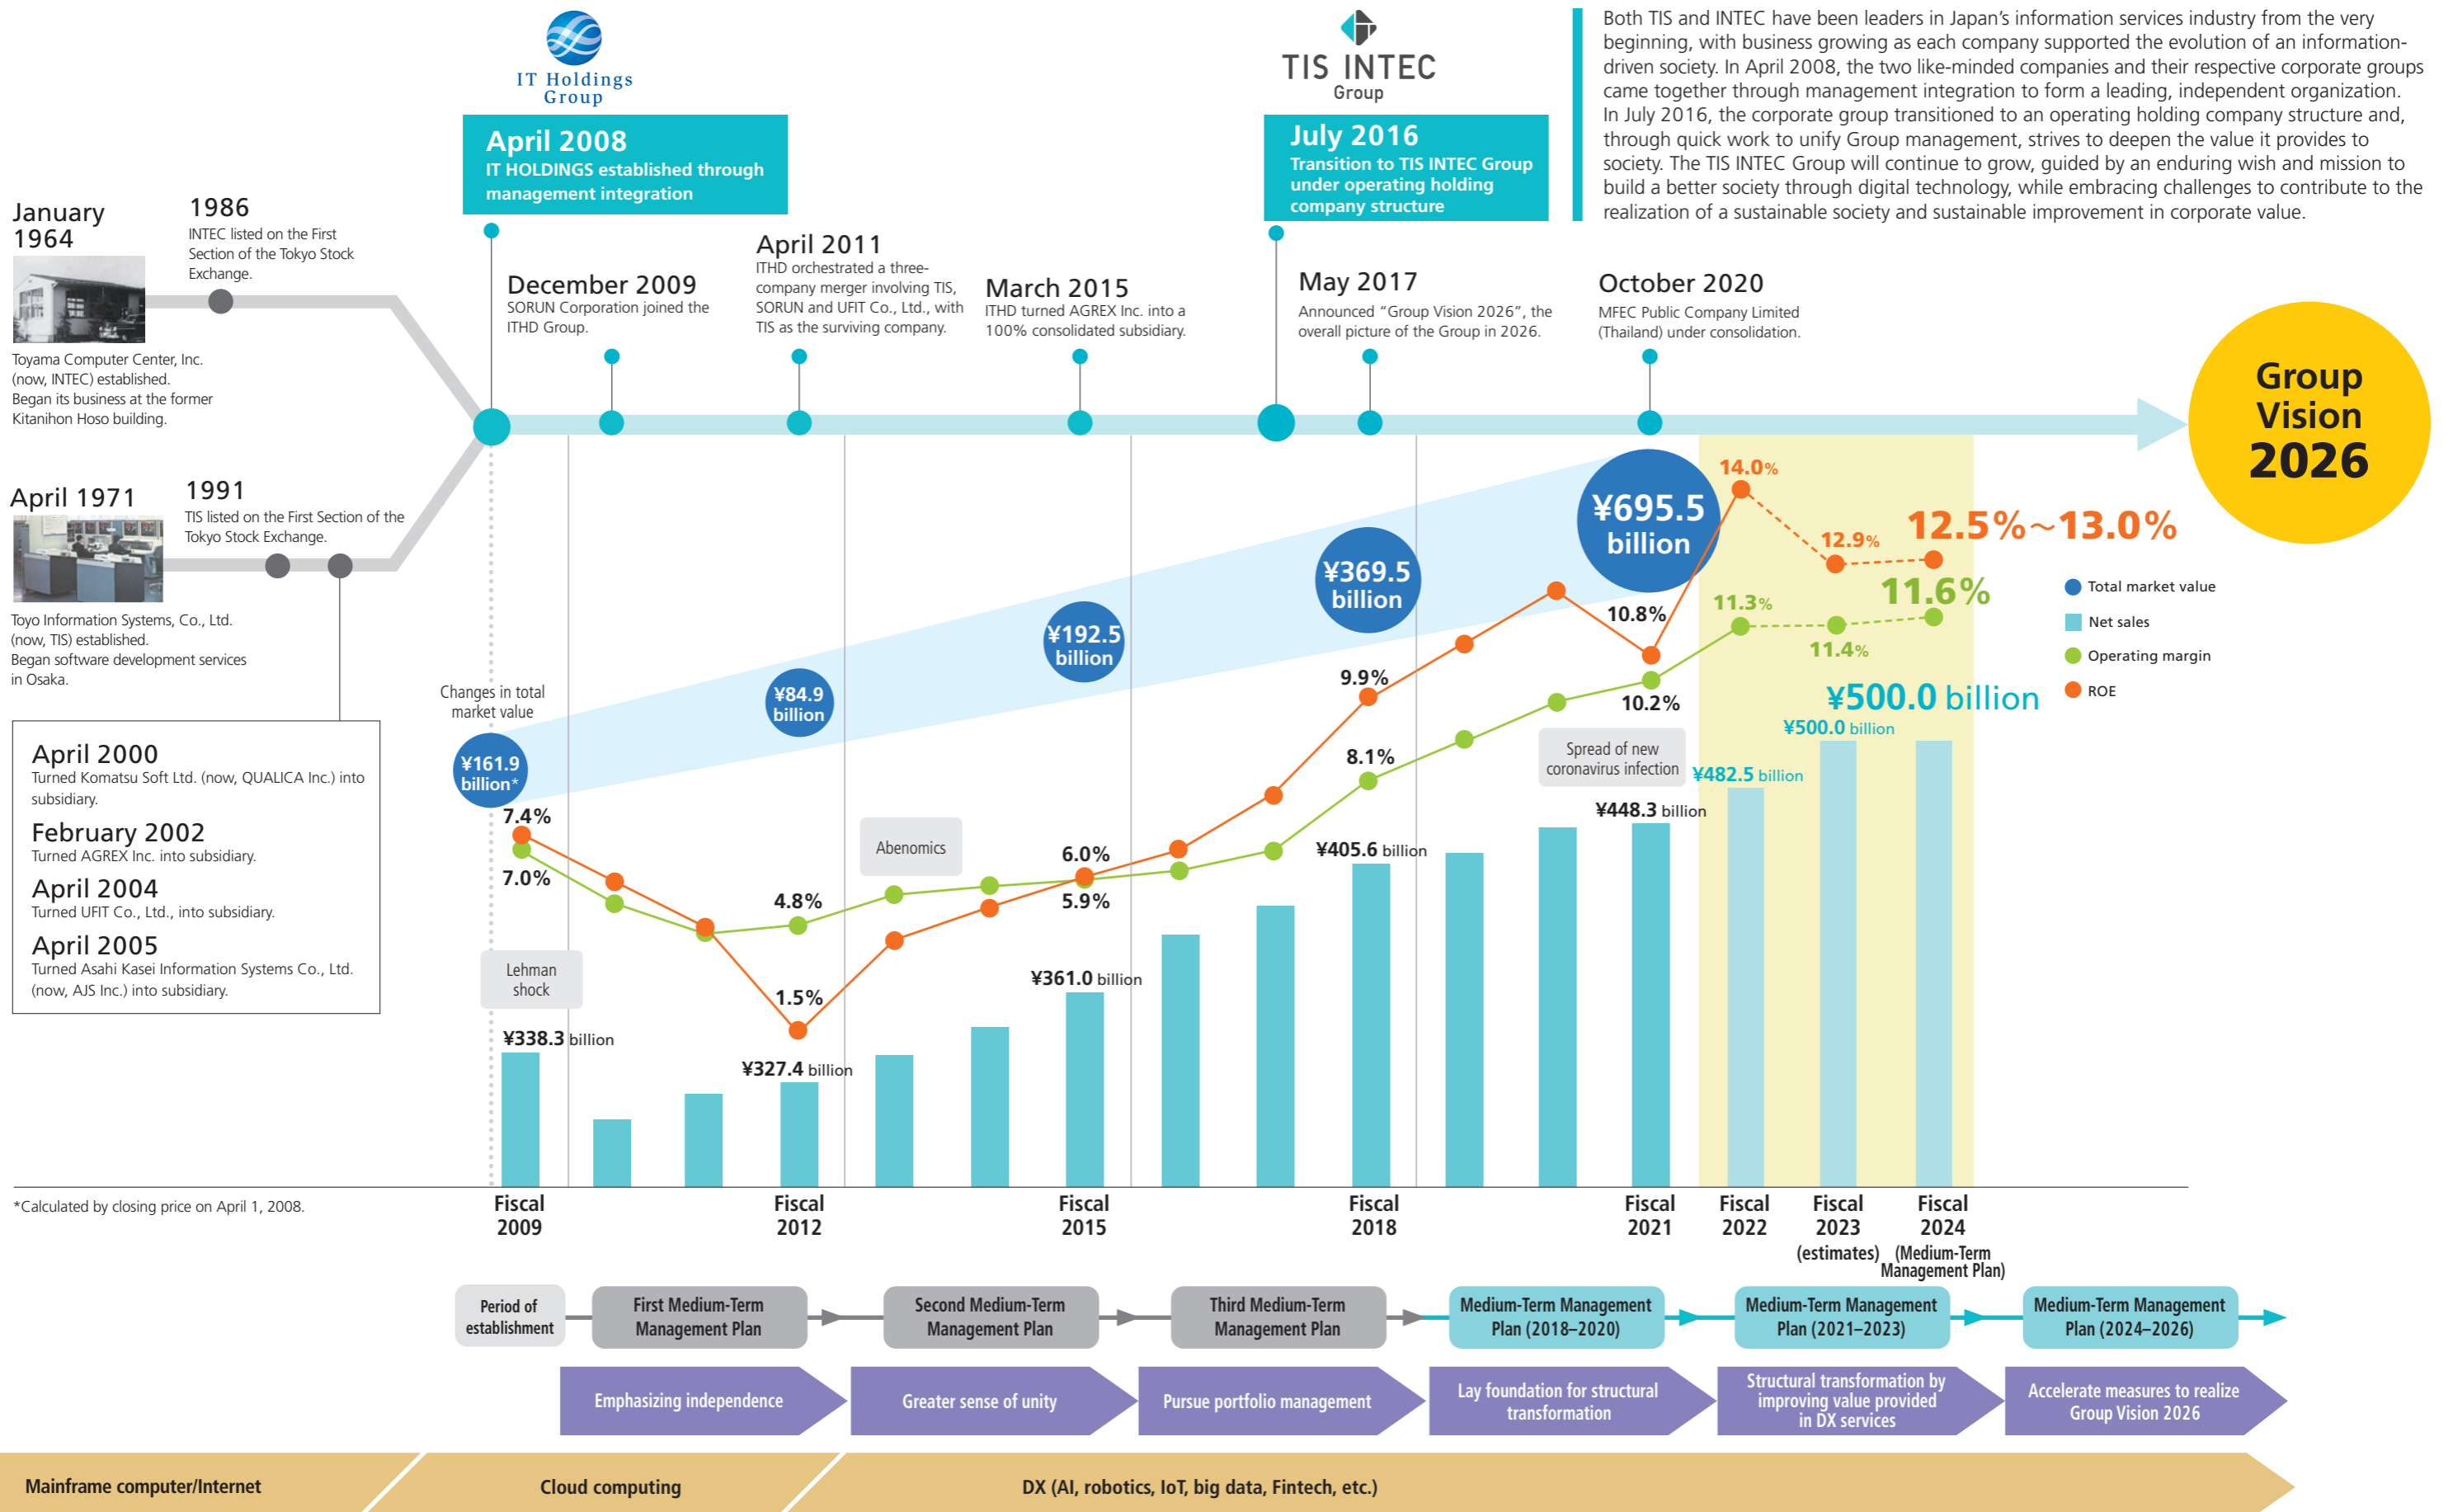 IT Holdings
Group
April 2008
IT HOLDINGS established through
management integration
TIS INTEC
Group
July 2016
Transition to TIS INTEC Group
under operating holding
company structure
Both TIS and INTEC have been leaders in Japan’s information services industry from the very
beginning, with business growing as each company supported the evolution of an information-
driven society. In April 2008, the two like-minded companies and their respective corporate groups
came together through management integration to form a leading, independent organization.
In July 2016, the corporate group transitioned to an operating holding company structure and,
through quick work to unify Group management, strives to deepen the value it provides to
society. The TIS INTEC Group will continue to grow, guided by an enduring wish and mission to
build a better society through digital technology, while embracing challenges to contribute to the
realization of a sustainable society and sustainable improvement in corporate value.
January
1964
Toyama Computer Center, Inc.
(now, INTEC) established.
Began its business at the former
Kitanihon Hoso building.
1986
INTEC listed on the First
Section of the Tokyo Stock
Exchange.
April 1971
Toyo Information Systems, Co., Ltd.
(now, TIS) established.
Began software development services
in Osaka.
1991
TIS listed on the First Section of the
Tokyo Stock Exchange.
April 2000
Turned Komatsu Soft Ltd. (now, QUALICA Inc.) into
subsidiary.
February 2002
Turned AGREX Inc. into subsidiary.
April 2004
Turned UFIT Co., Ltd., into subsidiary.
April 2005
Turned Asahi Kasei Information Systems Co., Ltd.
(now, AJS Inc.) into subsidiary.
December 2009
SORUN Corporation joined the
ITHD Group.
April 2011
ITHD orchestrated a three-
company merger involving TIS,
SORUN and UFIT Co., Ltd., with
TIS as the surviving company.
March 2015
ITHD turned AGREX Inc. into a
100% consolidated subsidiary.
May 2017
Announced “Group Vision 2026”, the
overall picture of the Group in 2026.
October 2020
MFEC Public Company Limited
(Thailand) under consolidation.
Group
Vision
2026
Changes in total
market value
¥161.9
billion*
¥84.9
billion
¥192.5
billion
¥369.5
billion
¥695.5
billion
7.4%
7.0%
4.8%
1.5%
6.0%
5.9%
9.9%
8.1%
10.8%
10.2%
14.0%
11.3%
12.9%
11.4%
12.5%～13.0%
11.6%
Total market value
Net sales
Operating margin
ROE
Lehman
shock
Abenomics
Spread of new
coronavirus infection
¥338.3 billion
¥327.4 billion
¥361.0 billion
¥405.6 billion
¥448.3 billion
¥482.5 billion
¥500.0 billion
¥500.0 billion
*Calculated by closing price on April 1, 2008.
Fiscal
2009
Fiscal
2012
Fiscal
2015
Fiscal
2018
Fiscal
2021
Fiscal
2022
Fiscal
2023
(estimates)
Fiscal
2024
(Medium-Term
Management Plan)
Period of
establishment
First Medium-Term
Management Plan
Second Medium-Term
Management Plan
Third Medium-Term
Management Plan
Medium-Term Management
Plan (2018–2020)
Medium-Term Management
Plan (2021–2023)
Medium-Term Management
Plan (2024–2026)
Emphasizing independence
Greater sense of unity
Pursue portfolio management
Lay foundation for structural
transformation
Structural transformation by
improving value provided
in DX services
Accelerate measures to realize
Group Vision 2026
Mainframe computer/Internet
Cloud computing
DX (AI, robotics, IoT, big data, Fintech, etc.)